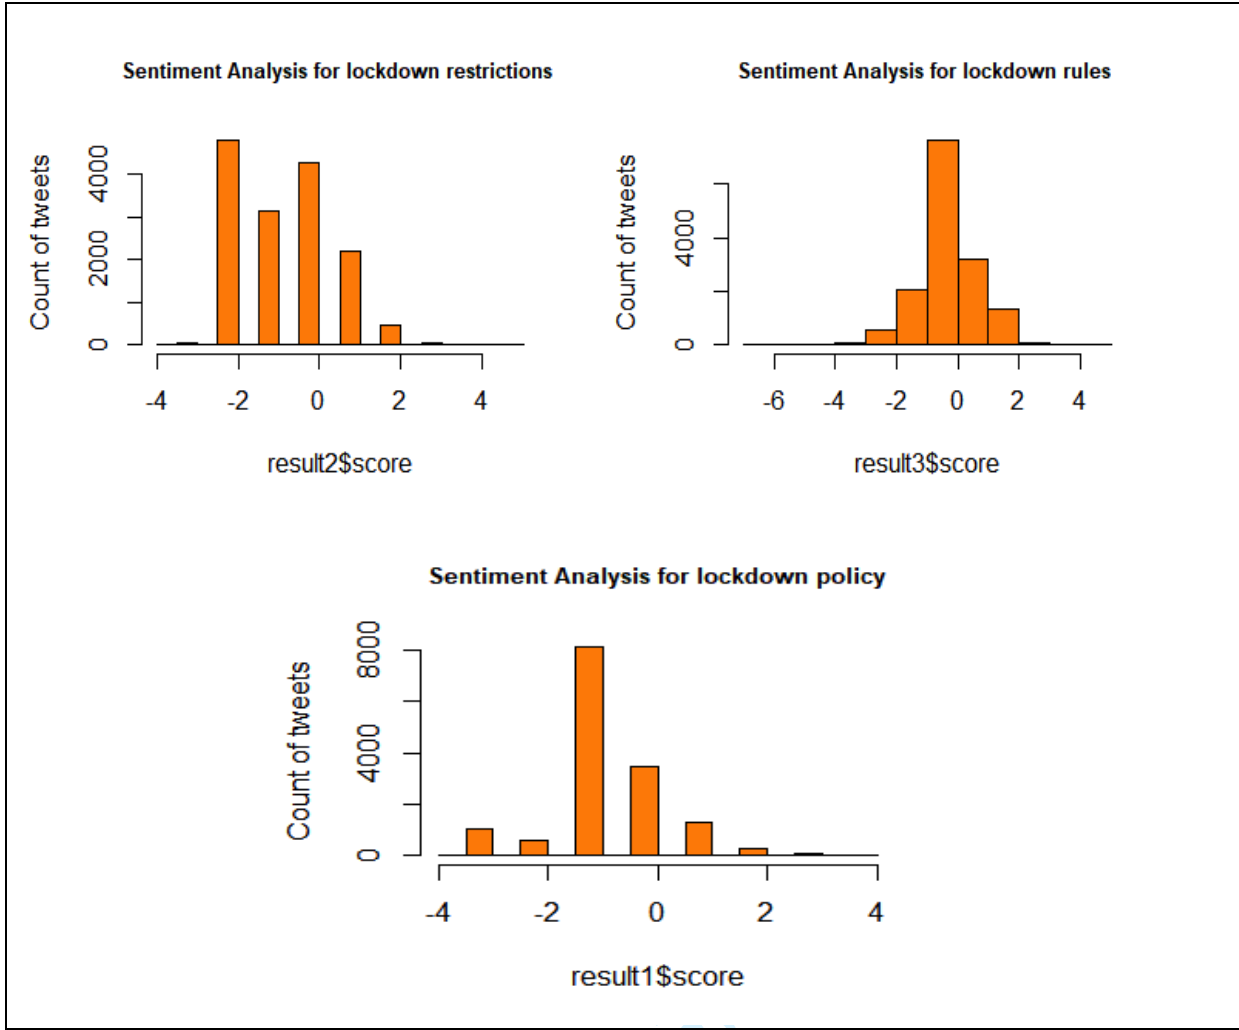 Sentiment Analysis for lockdown restrictions
Count of tweets
4000
2000
0
-4 -2 0 2 4
result2$score
Sentiment Analysis for lockdown rules
Count of tweets
4000
0
-6 -4 -2 0 2 4
result3$score
Sentiment Analysis for lockdown policy
Count of tweets
8000
4000
0
-4 -2 0 2 4
result1$score